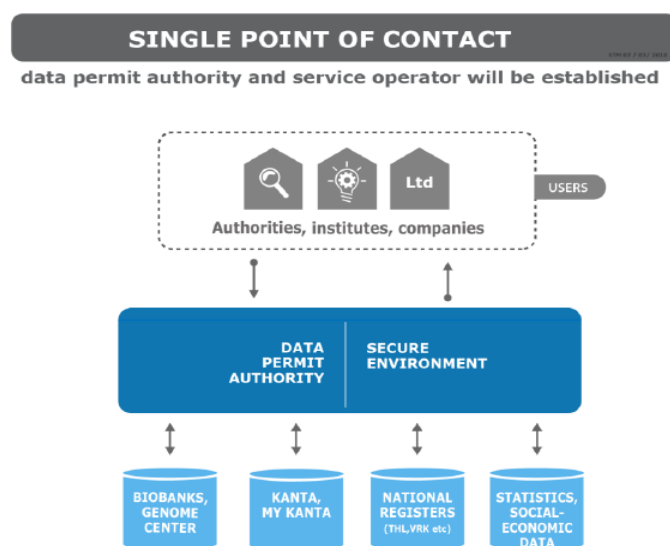 SINGLE POINT OF CONTACT
data permit authority and service operator will be established
Ltd
USERS
Authorities, institutes, companies
DATA
PERMIT
AUTHORITY
SECURE
ENVIRONMENT
BIOBANKS,
GENOME
CENTER
KANTA,
MY KANTA
NATIONAL
REGISTERS
(THL,VRK etc)
STATISTICS,
SOCIAL-
ECONOMIC
DATA